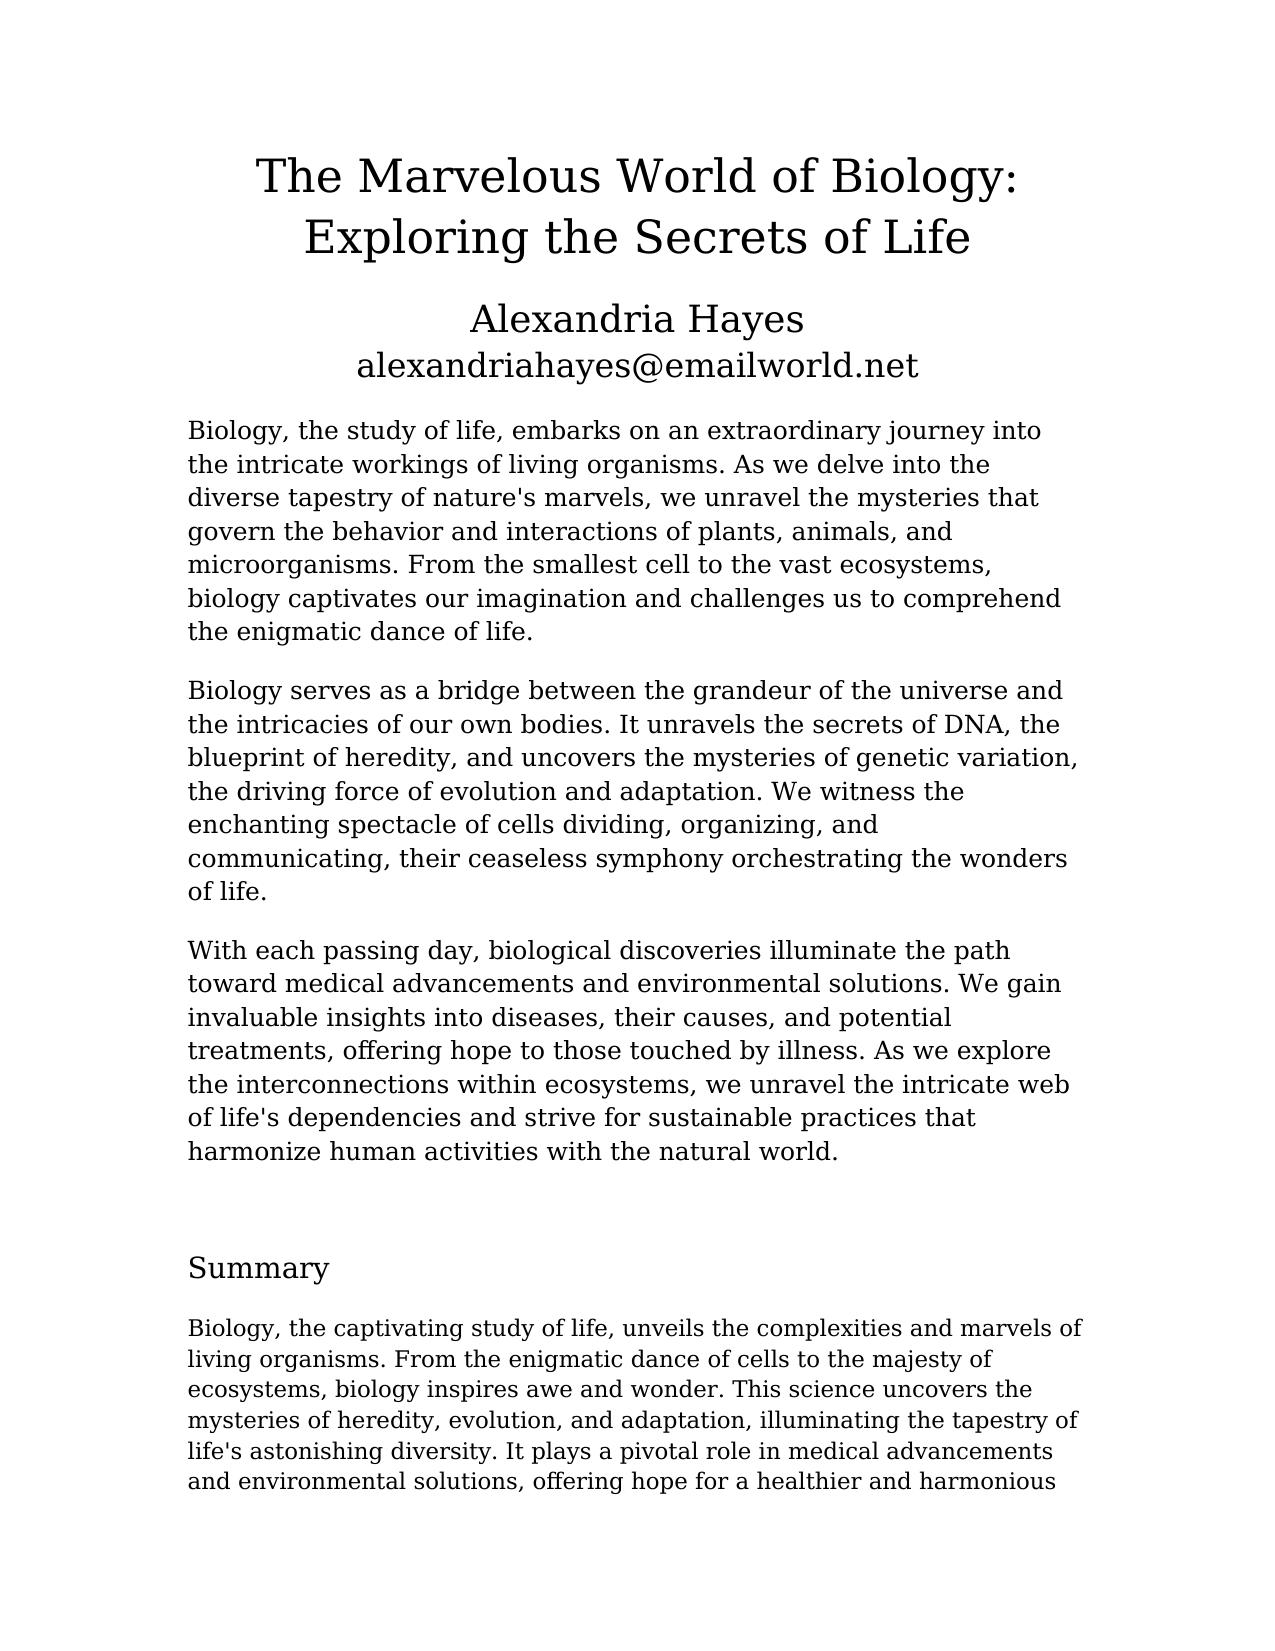 The Marvelous World of Biology:
Exploring the Secrets of Life
Alexandria Hayes
alexandriahayes@emailworld.net
Biology, the study of life, embarks on an extraordinary journey into
the intricate workings of living organisms. As we delve into the
diverse tapestry of nature's marvels, we unravel the mysteries that
govern the behavior and interactions of plants, animals, and
microorganisms. From the smallest cell to the vast ecosystems,
biology captivates our imagination and challenges us to comprehend
the enigmatic dance of life.
Biology serves as a bridge between the grandeur of the universe and
the intricacies of our own bodies. It unravels the secrets of DNA, the
blueprint of heredity, and uncovers the mysteries of genetic variation,
the driving force of evolution and adaptation. We witness the
enchanting spectacle of cells dividing, organizing, and
communicating, their ceaseless symphony orchestrating the wonders
of life.
With each passing day, biological discoveries illuminate the path
toward medical advancements and environmental solutions. We gain
invaluable insights into diseases, their causes, and potential
treatments, offering hope to those touched by illness. As we explore
the interconnections within ecosystems, we unravel the intricate web
of life's dependencies and strive for sustainable practices that
harmonize human activities with the natural world.
Summary
Biology, the captivating study of life, unveils the complexities and marvels of
living organisms. From the enigmatic dance of cells to the majesty of
ecosystems, biology inspires awe and wonder. This science uncovers the
mysteries of heredity, evolution, and adaptation, illuminating the tapestry of
life's astonishing diversity. It plays a pivotal role in medical advancements
and environmental solutions, offering hope for a healthier and harmonious